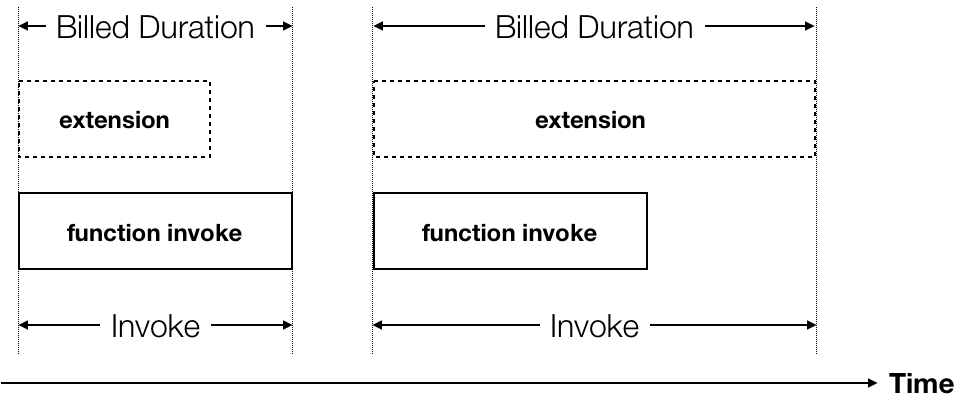 Billed Duration
Billed Duration
extension
extension
function invoke
function invoke
Invoke
Invoke
Time